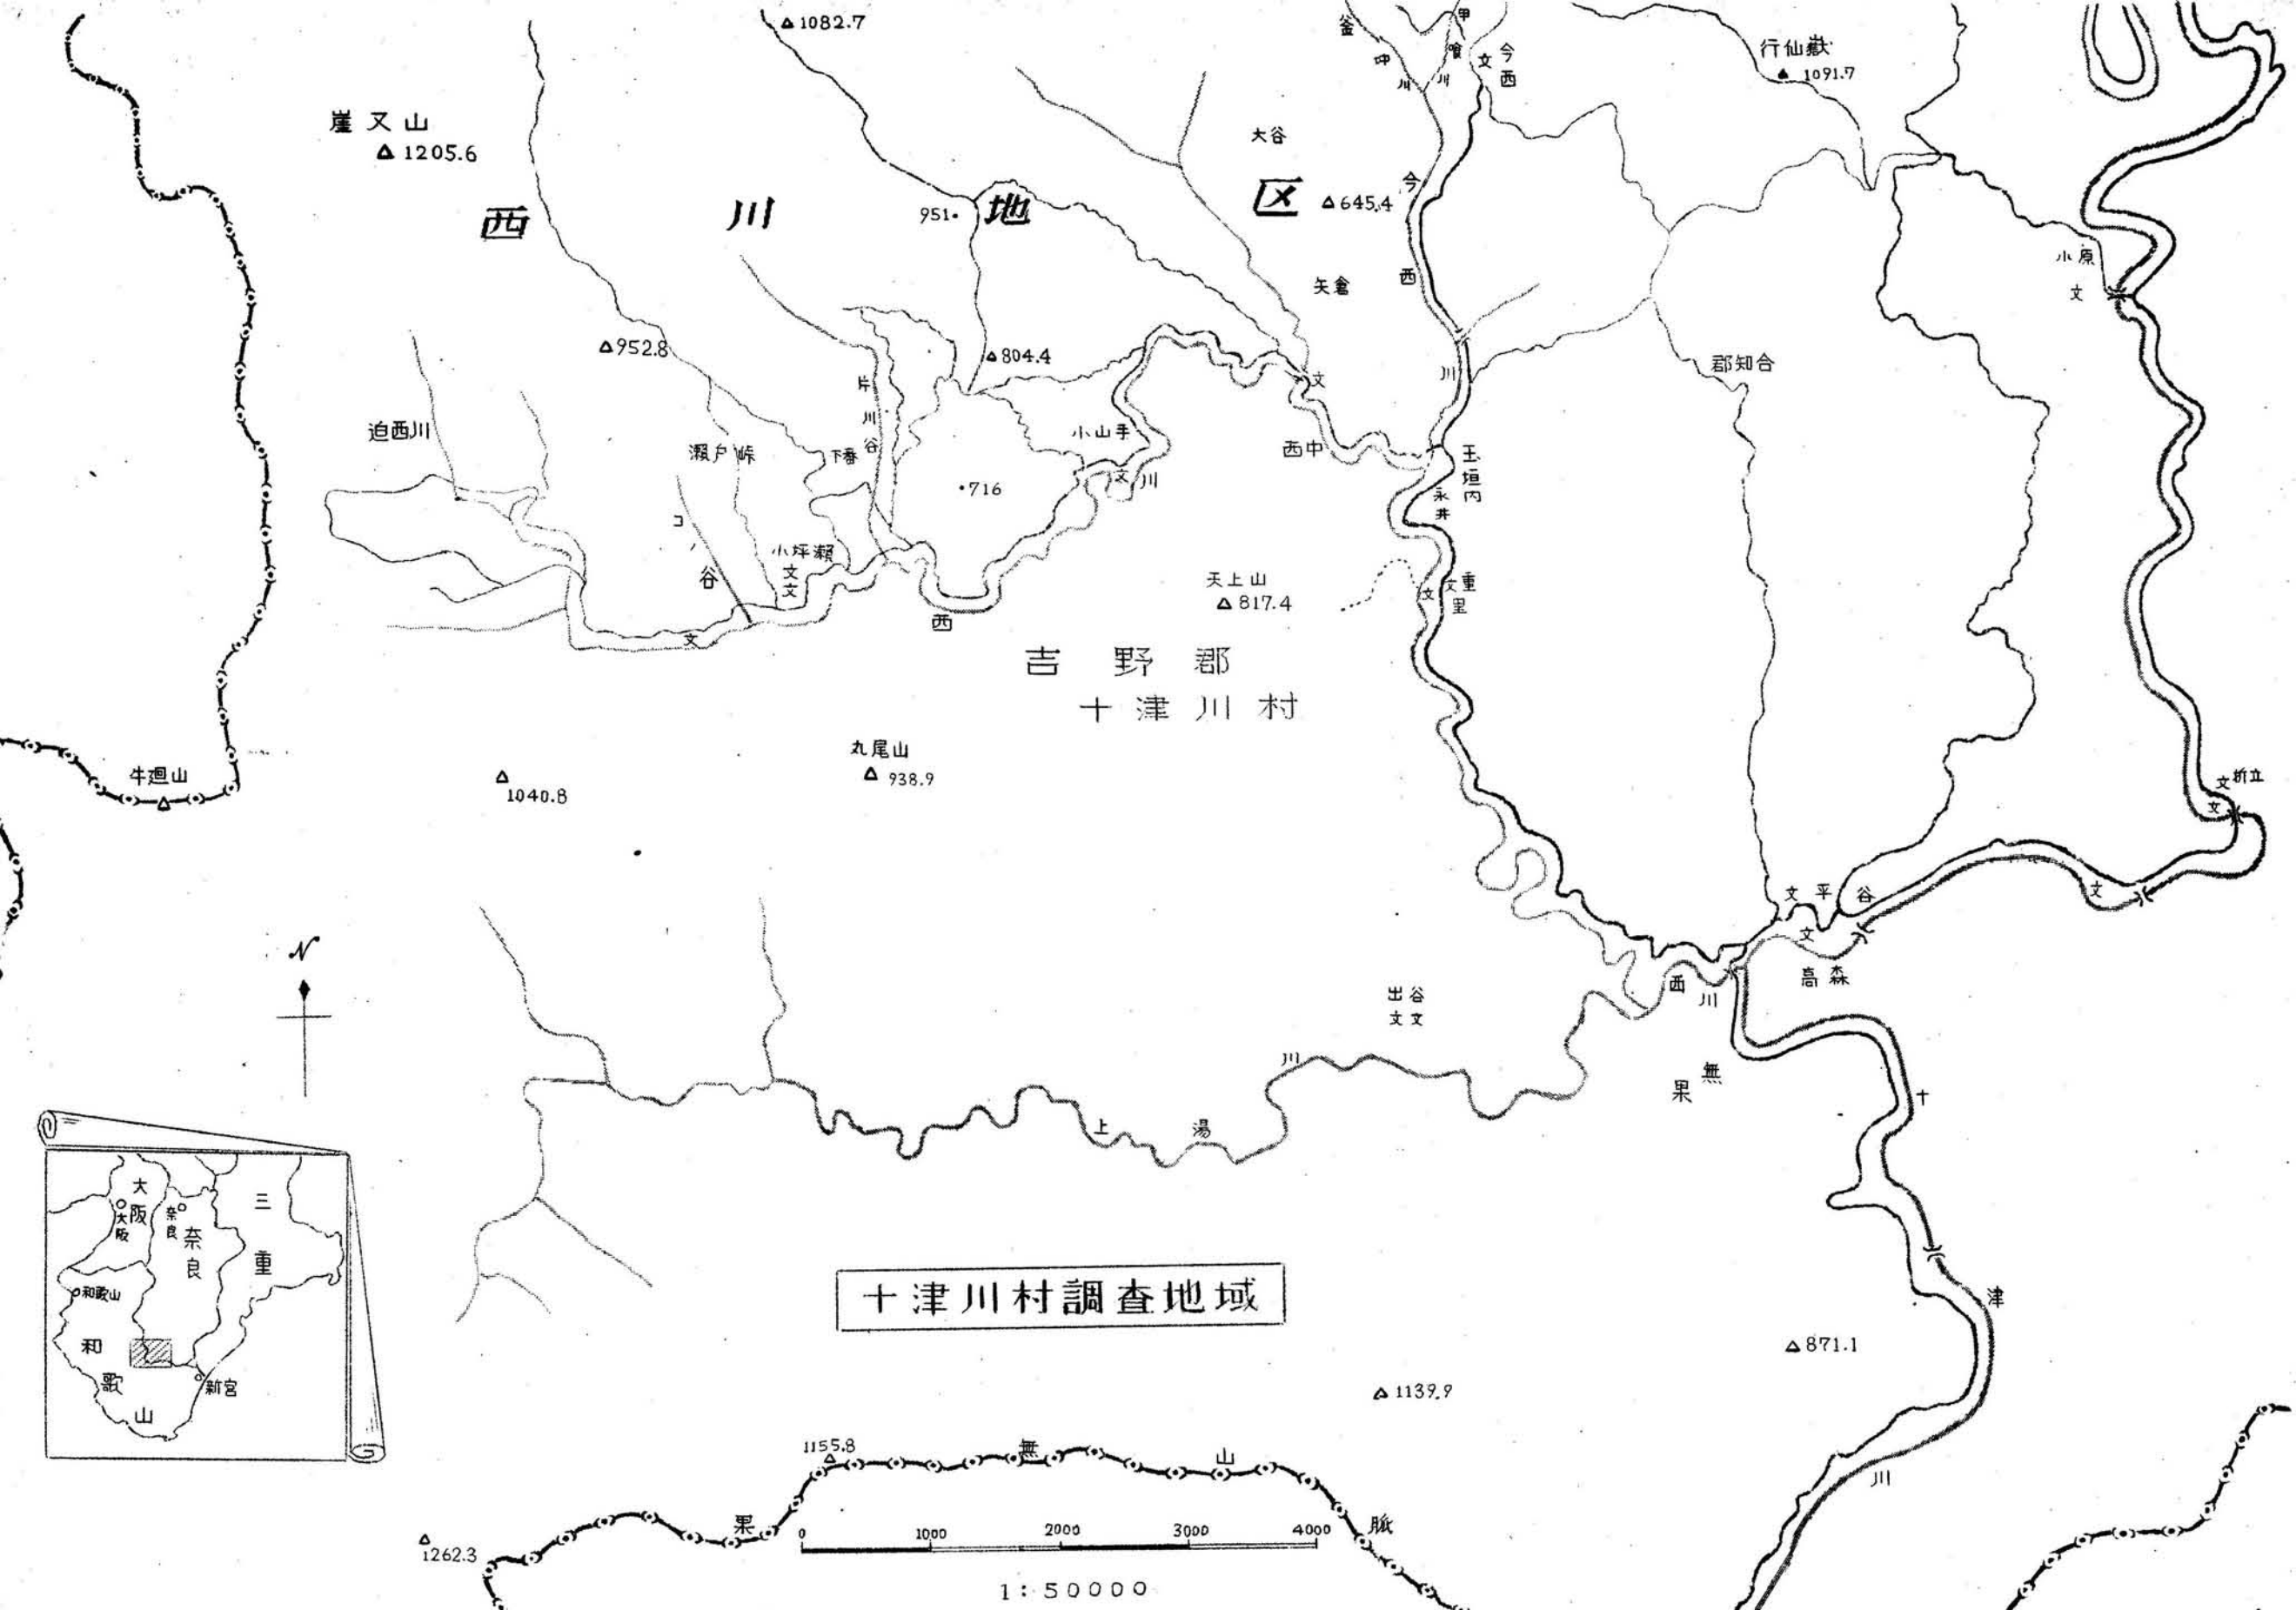 △1082.7
崖又山
△1205.6
西川地区
951・
大谷
△645.4
矢倉
釜中川
甲喰川
今西
文
今西川
行仙嶽
▲1091.7
小原
文
郡知合
△952.8
△804.4
迫西川
瀬戸峠
下番
片川谷
小山手
文
川
・716
コノ谷
小坪瀬
文
文
文
西
文
西中
玉垣内
永井
重里
文
文
天上山
△817.4
吉野郡
十津川村
牛廻山
△
△
1040.8
丸尾山
△938.9
折立
文
文
文
文平谷
文
高森
西川
無
果
出谷
文文
川
上湯
N
十
津
川
大阪
大阪
奈良
奈良
三重
和歌山
和歌山
新宮
十津川村調査地域
△871.1
△1139.9
1155.8
△
果無山脈
△
1262.3
0 1000 2000 3000 4000
1:50000